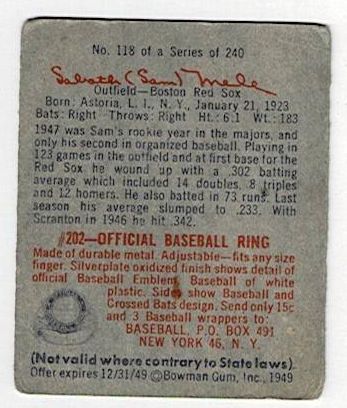 No. 118 of a Series of 240
Sabath (Sam) Mele
Outfield—Boston Red Sox
Born: Astoria, L. I., N. Y., January 21, 1923
Bats: Right Throws: Right Ht.: 6.1 Wt.: 183
1947 was Sam's rookie year in the majors, and
only his second in organized baseball. Playing in
123 games in the outfield and at first base for the
Red Sox he wound up with a .302 batting
average which included 14 doubles, 8 triples
and 12 homers. He also batted in 73 runs. Last
season his average slumped to .233. With
Scranton in 1946 he hit .342.
#202—OFFICIAL BASEBALL RING
Made of durable metal. Adjustable—fits any size
finger. Silverplate oxidized finish shows detail of
official Baseball Emblem. Baseball of white
plastic. Sides show Baseball and
Crossed Bats design. Send only 15c
and 3 Baseball wrappers to:
BASEBALL, P.O. BOX 491
NEW YORK 46, N. Y.
(Not valid where contrary to State laws).
Offer expires 12/31/49 ©Bowman Gum, Inc., 1949